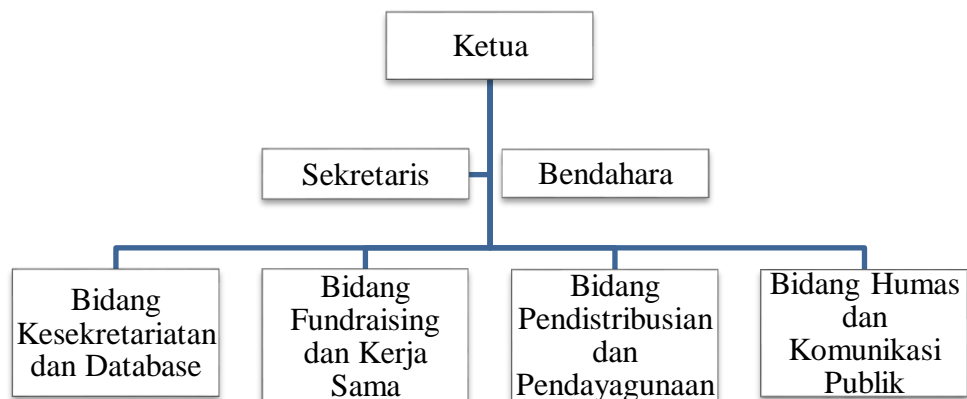 Ketua
Sekretaris
Bendahara
Bidang
Kesekretariatan
dan Database
Bidang
Fundraising
dan Kerja
Sama
Bidang
Pendistribusian
dan
Pendayagunaan
Bidang Humas
dan
Komunikasi
Publik